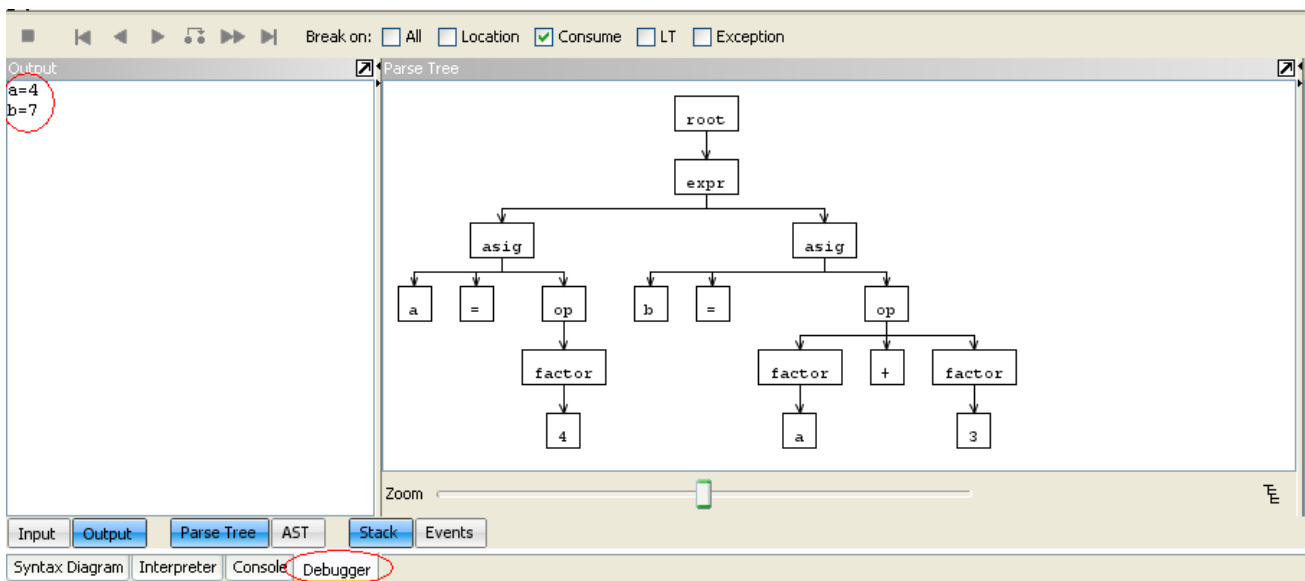 Break on: All Location Consume LT Exception
Output Parse Tree
a=4
b=7
root
expr
asig asig
a = op b = op
factor factor + factor
4 a 3
Zoom
Input Output Parse Tree AST Stack Events
Syntax Diagram Interpreter Console Debugger